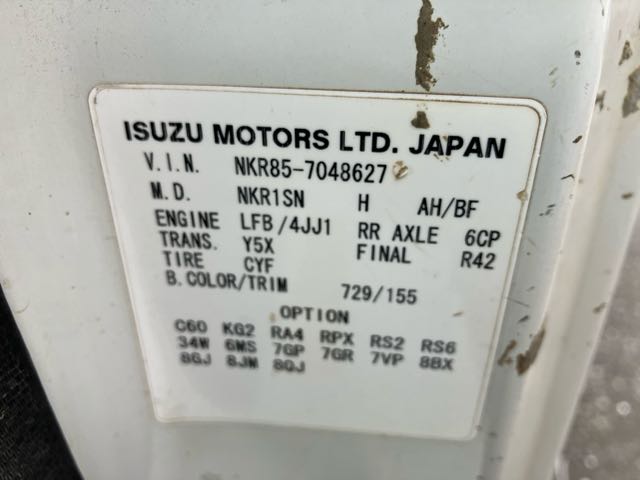 ISUZU MOTORS LTD. JAPAN
V.I.N. NKR85-7048627
M.D. NKR1SN H AH/BF
ENGINE LFB/4JJ1 RR AXLE 6CP
TRANS. Y5X FINAL R42
TIRE CYF
B.COLOR/TRIM 729/155
OPTION
C60 KG2 RA4 RPX RS2 RS6
34W 6MS 7GP 7GR 7VP 8BX
8GJ 8JW 8QJ